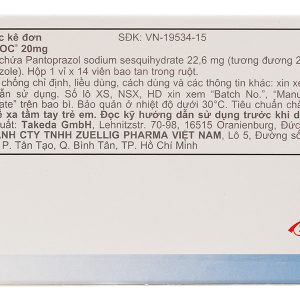 c kê đơn SĐK: VN-19534-15
OC® 20mg
chứa Pantoprazol sodium sesquihydrate 22,6 mg (tương đương 2
zole). Hộp 1 vỉ x 14 viên bao tan trong ruột.
chống chỉ định, liều dùng, cách dùng và các thông tin khác: xin xe
n sử dụng. Số lô XS, NSX, HD xin xem “Batch No.”, “Manu
ate” trên bao bì. Bảo quản ở nhiệt độ dưới 30°C. Tiêu chuẩn chấ
ể xa tầm tay trẻ em. Đọc kỹ hướng dẫn sử dụng trước khi d
t: Takeda GmbH, Lehnitzstr. 70-98, 16515 Oranienburg, Đức
ÁNH CTY TNHH ZUELLIG PHARMA VIỆT NAM, Lô 5, Đường số
P. Tân Tạo, Q. Bình Tân, TP. Hồ Chí Minh